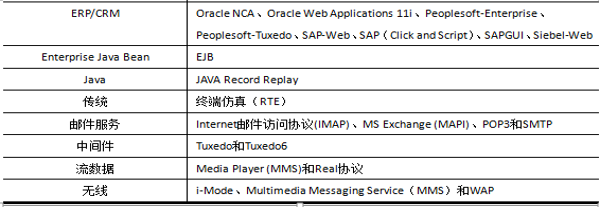 ERP/CRM Oracle NCA、Oracle Web Applications 11i、Peoplesoft-Enterprise、
Peoplesoft-Tuxedo、SAP-Web、SAP（Click and Script）、SAPGUI、Siebel-Web
Enterprise Java Bean EJB
Java JAVA Record Replay
传统 终端仿真（RTE）
邮件服务 Internet邮件访问协议(IMAP)、MS Exchange (MAPI)、POP3和SMTP
中间件 Tuxedo和Tuxedo6
流数据 Media Player (MMS)和Real协议
无线 i-Mode、Multimedia Messaging Service（MMS）和WAP